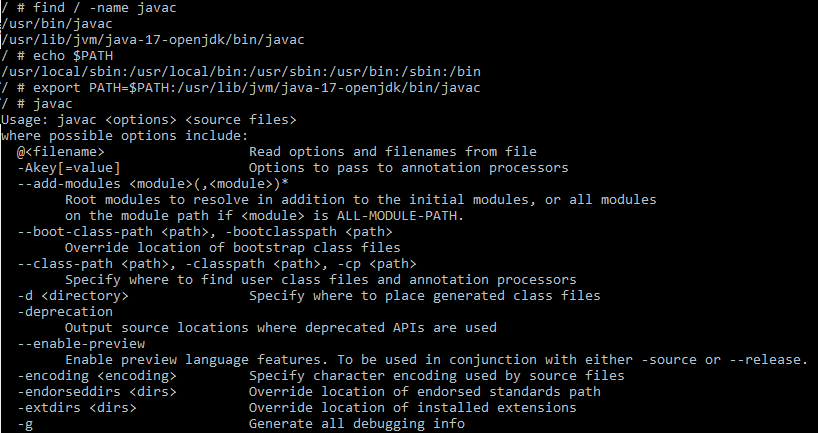 / # find / -name javac
/usr/bin/javac
/usr/lib/jvm/java-17-openjdk/bin/javac
/ # echo $PATH
/usr/local/sbin:/usr/local/bin:/usr/sbin:/usr/bin:/sbin:/bin
/ # export PATH=$PATH:/usr/lib/jvm/java-17-openjdk/bin/javac
/ # javac
Usage: javac <options> <source files>
where possible options include:
  @<filename>                  Read options and filenames from file
  -Akey[=value]                Options to pass to annotation processors
  --add-modules <module>(,<module>)*
        Root modules to resolve in addition to the initial modules, or all modules
        on the module path if <module> is ALL-MODULE-PATH.
  --boot-class-path <path>, -bootclasspath <path>
        Override location of bootstrap class files
  --class-path <path>, -classpath <path>, -cp <path>
        Specify where to find user class files and annotation processors
  -d <directory>               Specify where to place generated class files
  -deprecation
        Output source locations where deprecated APIs are used
  --enable-preview
        Enable preview language features. To be used in conjunction with either -source or --release.
  -encoding <encoding>         Specify character encoding used by source files
  -endorseddirs <dirs>         Override location of endorsed standards path
  -extdirs <dirs>              Override location of installed extensions
  -g                           Generate all debugging info